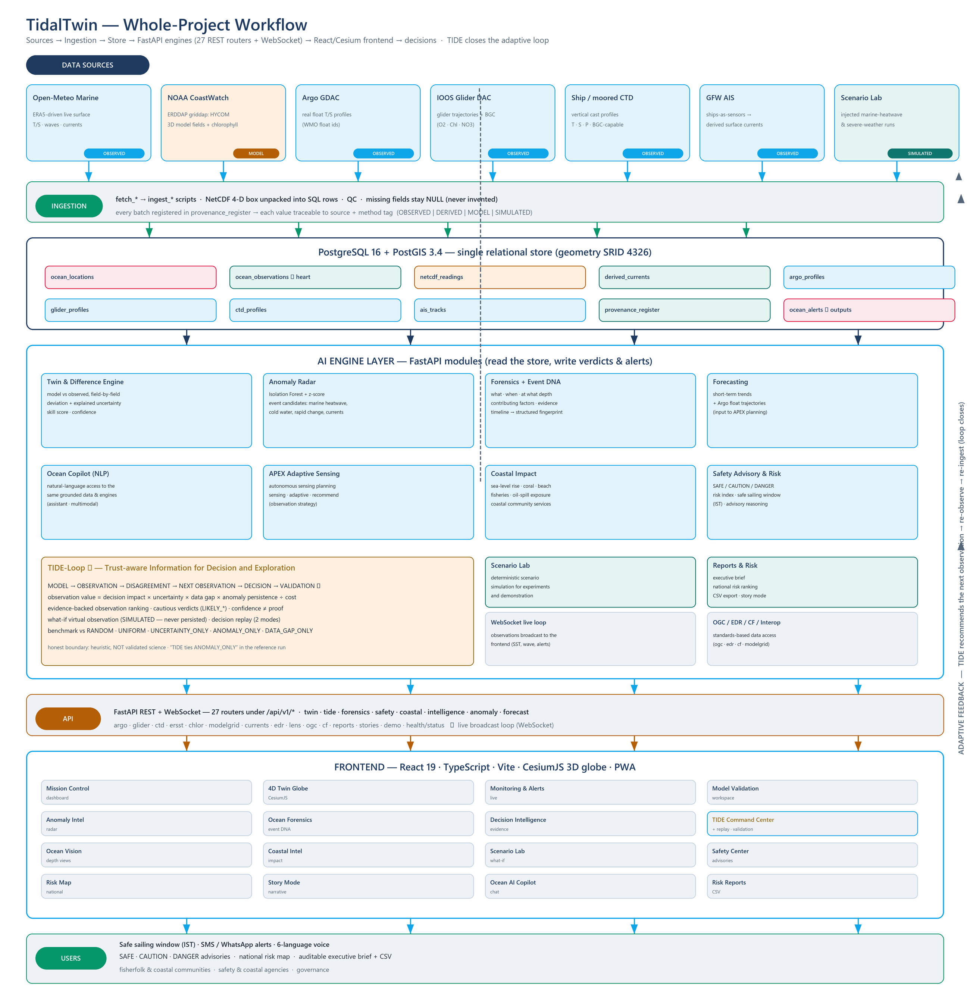 TidalTwin — Whole-Project Workflow
Sources → Ingestion → Store → FastAPI engines (27 REST routers + WebSocket) → React/Cesium frontend → decisions · TIDE closes the adaptive loop
DATA SOURCES
Open-Meteo Marine
ERA5-driven live surface
T/S · waves · currents
OBSERVED
NOAA CoastWatch
ERDDAP griddap: HYCOM
3D model fields + chlorophyll
MODEL
Argo GDAC
real float T/S profiles
(WMO float ids)
OBSERVED
IOOS Glider DAC
glider trajectories + BGC
(O2 · Chl · NO3)
OBSERVED
Ship / moored CTD
vertical cast profiles
T · S · P · BGC-capable
OBSERVED
GFW AIS
ships-as-sensors →
derived surface currents
OBSERVED
Scenario Lab
injected marine-heatwave
& severe-weather runs
SIMULATED
INGESTION
fetch_* → ingest_* scripts · NetCDF 4-D box unpacked into SQL rows · QC · missing fields stay NULL (never invented)
every batch registered in provenance_register → each value traceable to source + method tag (OBSERVED | DERIVED | MODEL | SIMULATED)
PostgreSQL 16 + PostGIS 3.4 — single relational store (geometry SRID 4326)
ocean_locations
ocean_observations ▯ heart
netcdf_readings
derived_currents
argo_profiles
glider_profiles
ctd_profiles
ais_tracks
provenance_register
ocean_alerts ▯ outputs
AI ENGINE LAYER — FastAPI modules (read the store, write verdicts & alerts)
Twin & Difference Engine
model vs observed, field-by-field
deviation + explained uncertainty
skill score · confidence
Anomaly Radar
Isolation Forest + z-score
event candidates: marine heatwave,
cold water, rapid change, currents
Forensics + Event DNA
what · when · at what depth
contributing factors · evidence
timeline → structured fingerprint
Forecasting
short-term trends
+ Argo float trajectories
(input to APEX planning)
Ocean Copilot (NLP)
natural-language access to the
same grounded data & engines
(assistant · multimodal)
APEX Adaptive Sensing
autonomous sensing planning
sensing · adaptive · recommend
(observation strategy)
Coastal Impact
sea-level rise · coral · beach
fisheries · oil-spill exposure
coastal community services
Safety Advisory & Risk
SAFE / CAUTION / DANGER
risk index · safe sailing window
(IST) · advisory reasoning
TIDE-Loop ▯ — Trust-aware Information for Decision and Exploration
MODEL → OBSERVATION → DISAGREEMENT → NEXT OBSERVATION → DECISION → VALIDATION ▯
observation value = decision impact × uncertainty × data gap × anomaly persistence ÷ cost
evidence-backed observation ranking · cautious verdicts (LIKELY_*) · confidence ≠ proof
what-if virtual observation (SIMULATED — never persisted) · decision replay (2 modes)
benchmark vs RANDOM · UNIFORM · UNCERTAINTY_ONLY · ANOMALY_ONLY · DATA_GAP_ONLY
honest boundary: heuristic, NOT validated science · "TIDE ties ANOMALY_ONLY" in the reference run
Scenario Lab
deterministic scenario
simulation for experiments
and demonstration
Reports & Risk
executive brief
national risk ranking
CSV export · story mode
WebSocket live loop
observations broadcast to the
frontend (SST, wave, alerts)
OGC / EDR / CF / Interop
standards-based data access
(ogc · edr · cf · modelgrid)
ADAPTIVE FEEDBACK — TIDE recommends the next observation → re-observe → re-ingest (loop closes)
API
FastAPI REST + WebSocket — 27 routers under /api/v1/* · twin · tide · forensics · safety · coastal · intelligence · anomaly · forecast
argo · glider · ctd · ersst · chlor · modelgrid · currents · edr · lens · ogc · cf · reports · stories · demo · health/status ▯ live broadcast loop (WebSocket)
FRONTEND — React 19 · TypeScript · Vite · CesiumJS 3D globe · PWA
Mission Control
dashboard
4D Twin Globe
CesiumJS
Monitoring & Alerts
live
Model Validation
workspace
Anomaly Intel
radar
Ocean Forensics
event DNA
Decision Intelligence
evidence
TIDE Command Center
+ replay · validation
Ocean Vision
depth views
Coastal Intel
impact
Scenario Lab
what-if
Safety Center
advisories
Risk Map
national
Story Mode
narrative
Ocean AI Copilot
chat
Risk Reports
CSV
USERS
Safe sailing window (IST) · SMS / WhatsApp alerts · 6-language voice
SAFE · CAUTION · DANGER advisories · national risk map · auditable executive brief + CSV
fisherfolk & coastal communities · safety & coastal agencies · governance